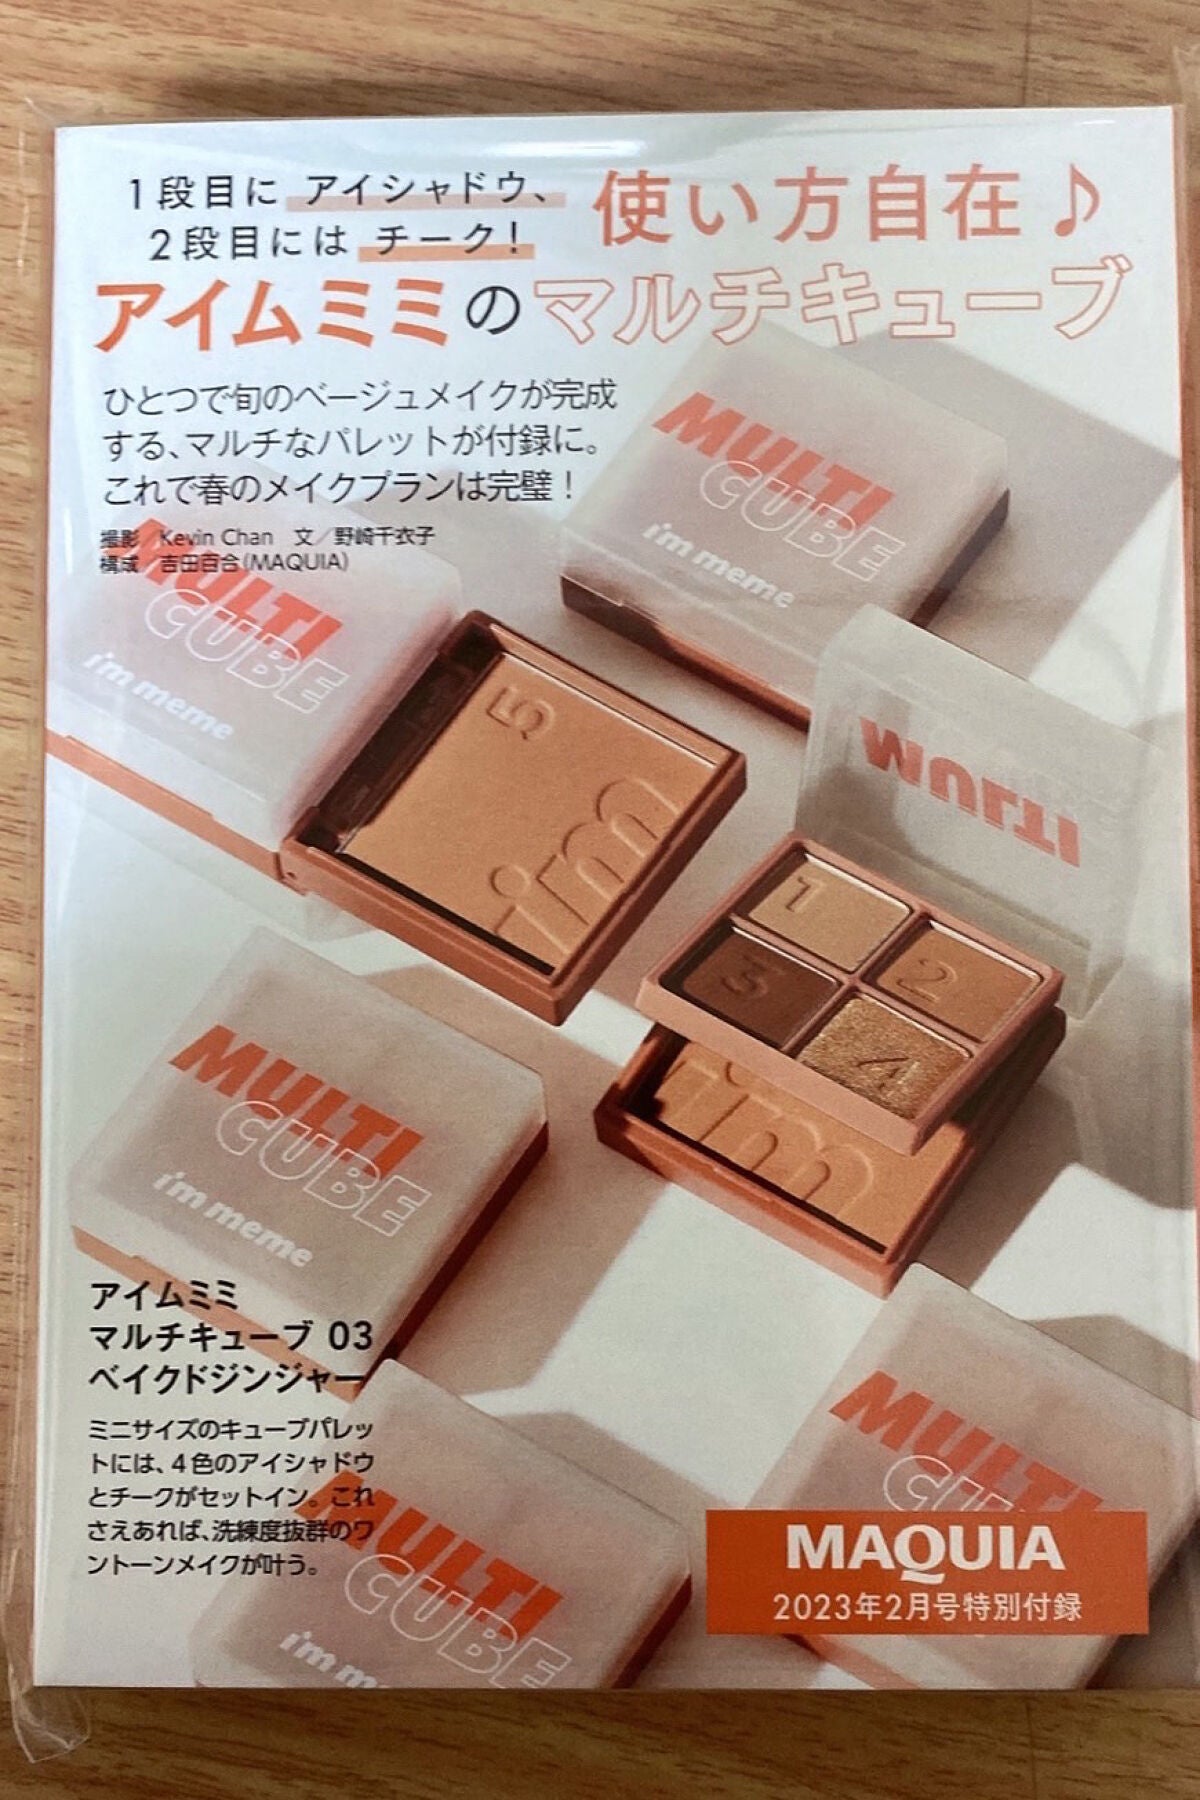 1段目に アイシャドウ、
2段目には チーク!
使い方自在♪
アイムミミのマルチキューブ
ひとつで旬のベージュメイクが完成
する、マルチなパレットが付録に。
これで春のメイクプランは完璧!
撮影/Kevin Chan 文/野崎千衣子
構成 吉田百合(MAQUIA)
MULTI
CUBE
i'm meme
MULTI
CUBE
i'm meme
MULTI
5
im
1
2
3
4
im
MULTI
CUBE
i'm meme
アイムミミ
マルチキューブ 03
ベイクドジンジャー
ミニサイズのキューブパレッ
トには、4色のアイシャドウ
とチークがセットイン。これ
さえあれば、洗練度抜群のワ
ントーンメイクが叶う。
MULTI
CUBE
i'm me
MULTI
CU
MAQUIA
2023年2月号特別付録